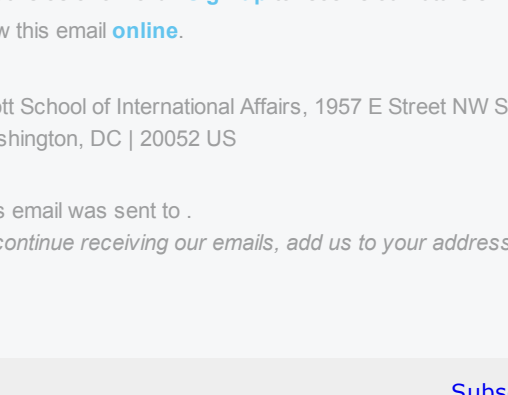 w this email online.
ott School of International Affairs, 1957 E Street NW S
shington, DC | 20052 US
s email was sent to .
continue receiving our emails, add us to your address
Subs